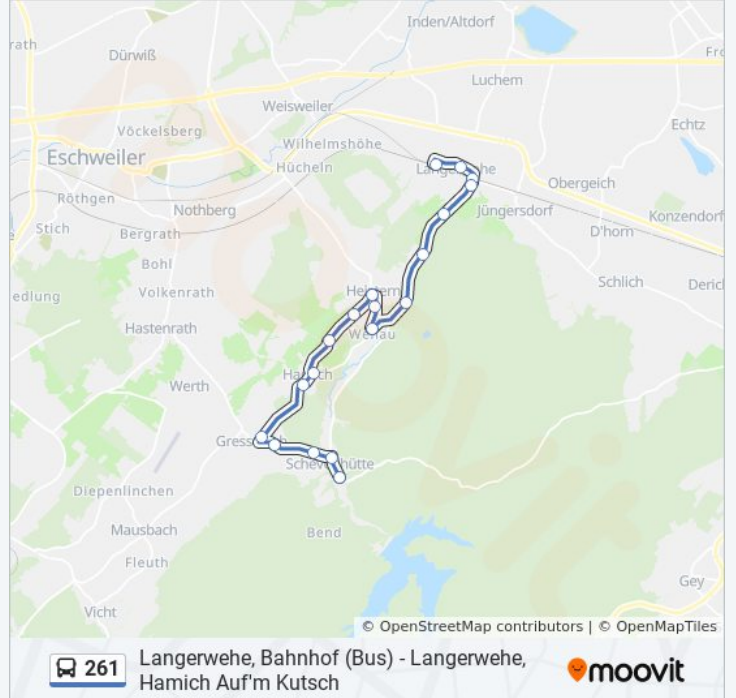 Inden/Altdorf
rath
Dürwiß
Fre
Luchem
Weisweiler
Echtz
Vöckelsberg
Wilhelmshöhe
Eschweiler
Hücheln
Obergeich
Röthgen
Nothberg
Jüngersdorf
Konzendorf
Stich
D'horn
Bergrath
Bohl
Schlich
Deric
edlung
Volkenrath
Hastenrath
Wenau
Werth
Schevenhütte
Diepenlinchen
Mausbach
Bend
Fleuth
Gey
Vicht
© OpenStreetMap contributors | © OpenMapTiles
261
Langerwehe, Bahnhof (Bus) - Langerwehe,
Hamich Auf'm Kutsch
moovit